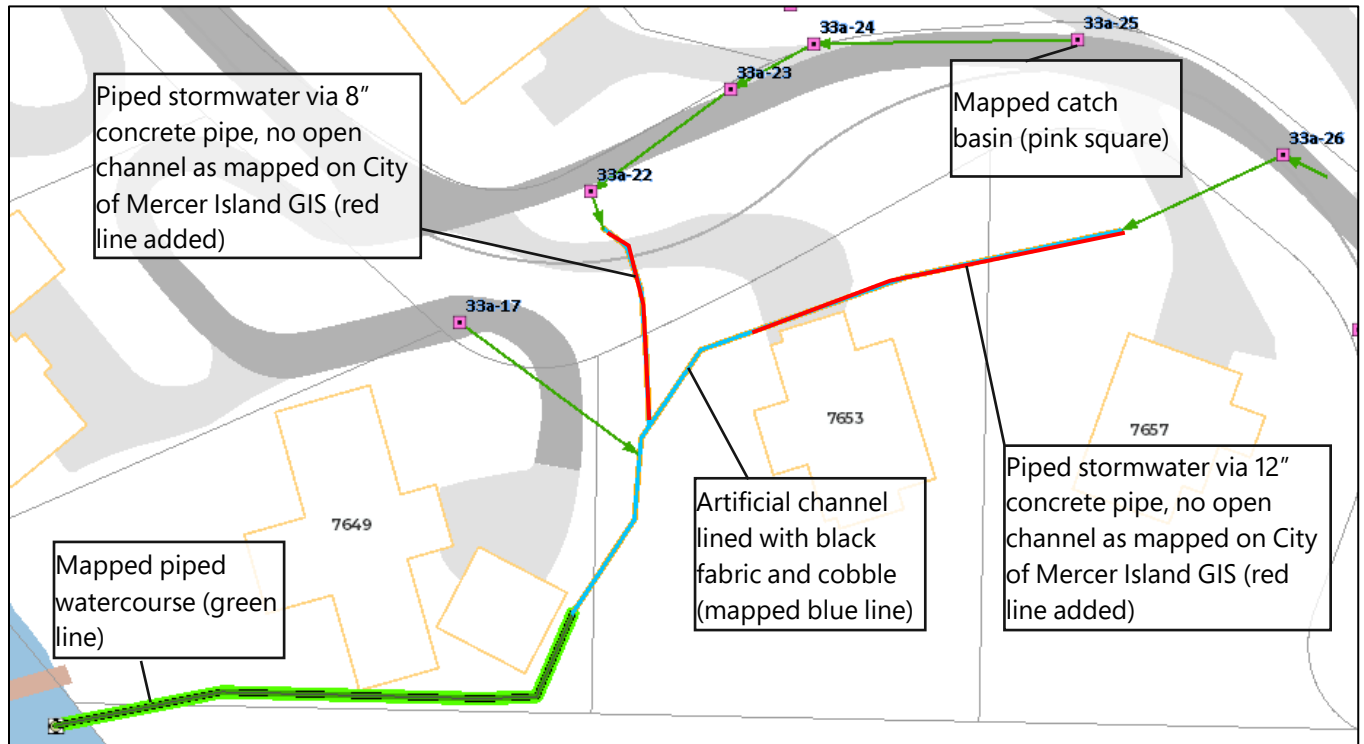 33a-24
33a-25
33a-23
Piped stormwater via 8”
concrete pipe, no open
channel as mapped on City
of Mercer Island GIS (red
line added)
Mapped catch
basin (pink square)
33a-26
33a-22
33a-17
7653
7657
7649
Artificial channel
lined with black
fabric and cobble
(mapped blue line)
Piped stormwater via 12”
concrete pipe, no open
channel as mapped on City
of Mercer Island GIS (red
line added)
Mapped piped
watercourse (green
line)